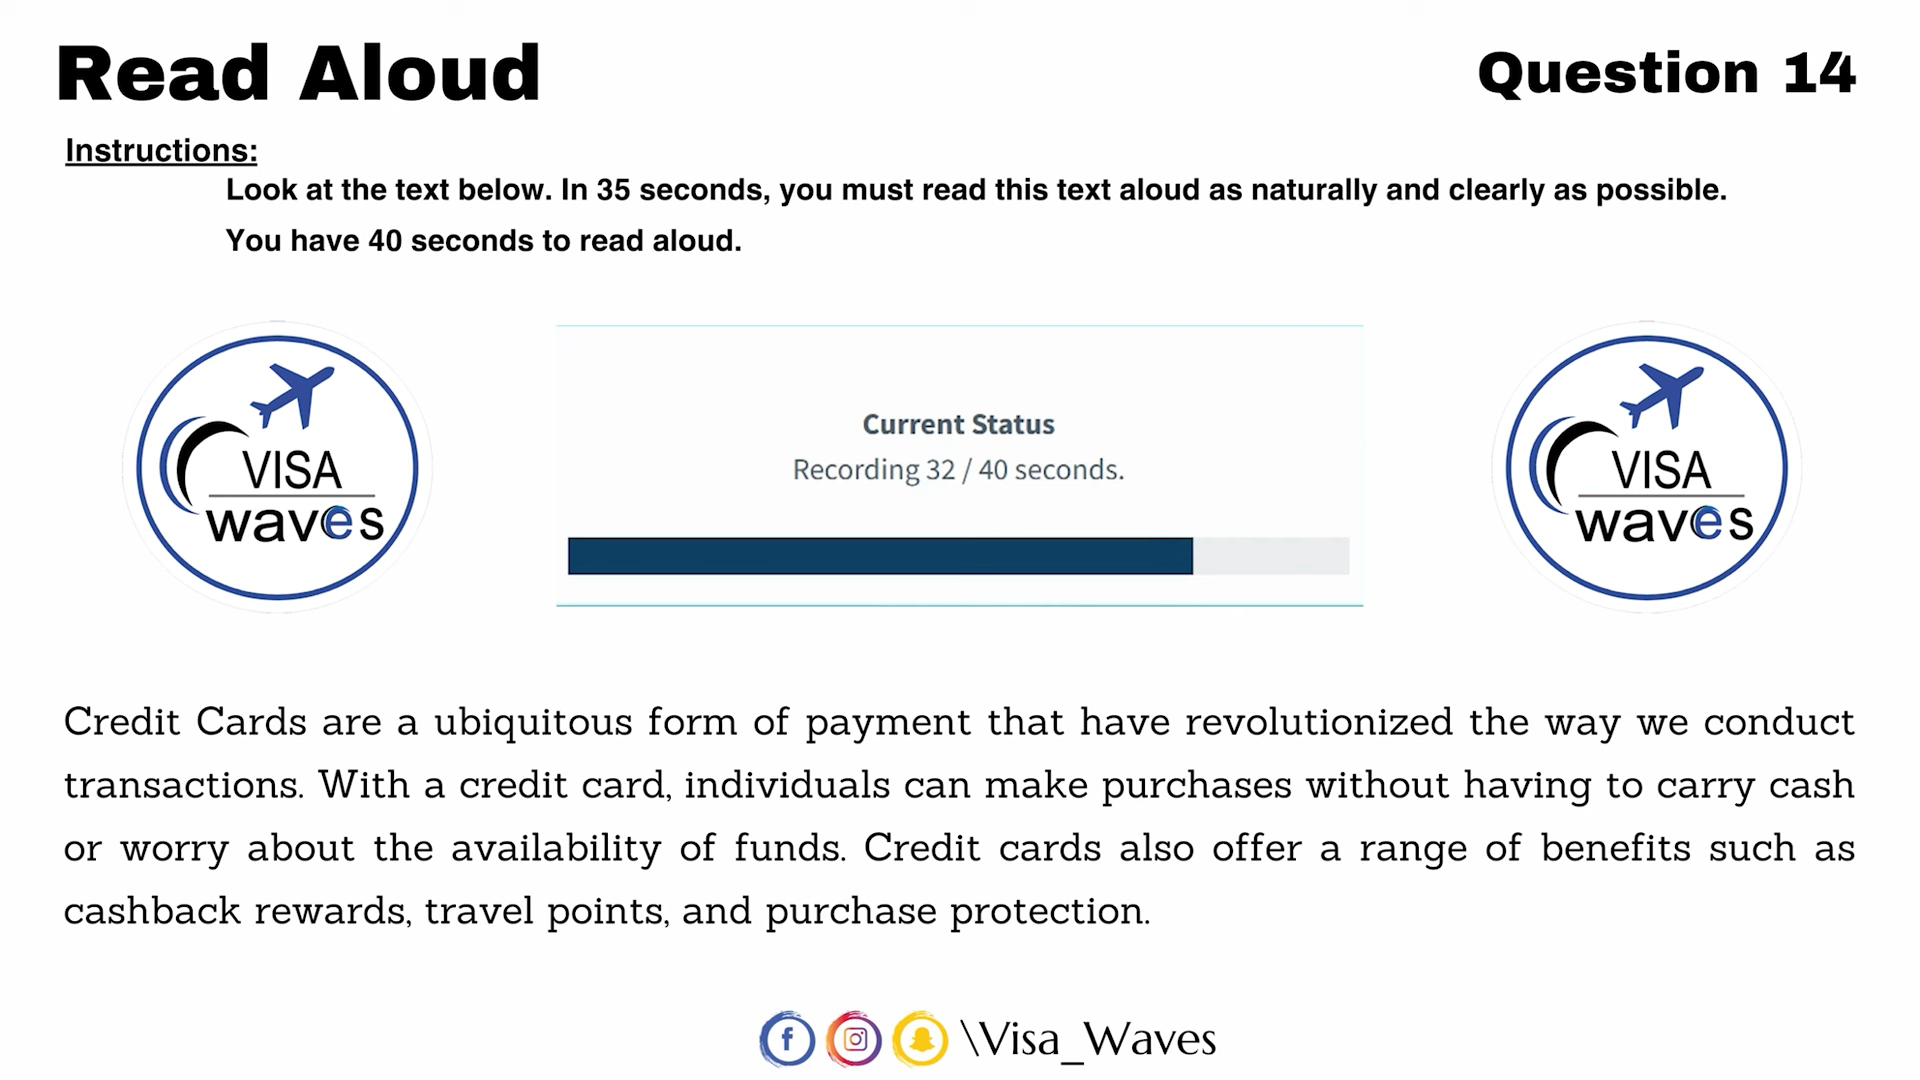 Read Aloud
Question 14
Instructions:
Look at the text below. In 35 seconds, you must read this text aloud as naturally and clearly as possible.
You have 40 seconds to read aloud.
VISA
waves
Current Status
Recording 32 / 40 seconds.
VISA
waves
Credit Cards are a ubiquitous form of payment that have revolutionized the way we conduct
transactions. With a credit card, individuals can make purchases without having to carry cash
or worry about the availability of funds. Credit cards also offer a range of benefits such as
cashback rewards, travel points, and purchase protection.
\Visa_Waves